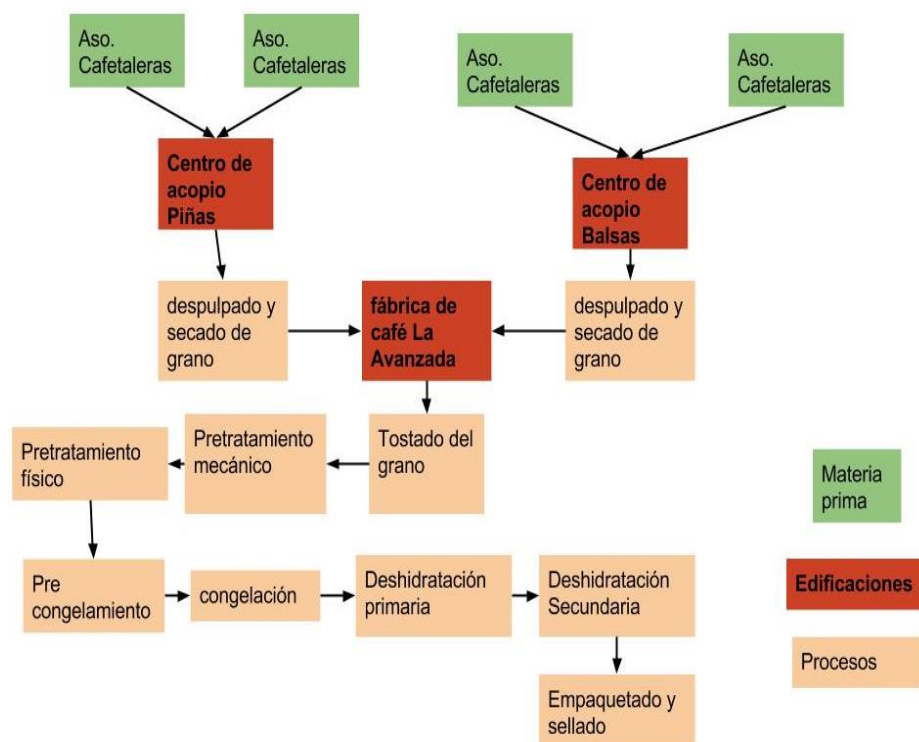 Aso.
Cafetaleras
Aso.
Cafetaleras
Aso.
Cafetaleras
Aso.
Cafetaleras
Centro de
acopio
Piñas
Centro de
acopio
Balsas
despulpado y
secado de
grano
fábrica de
café La
Avanzada
despulpado y
secado de
grano
Tostado del
grano
Pretratamiento
mecánico
Pretratamiento
físico
Pre
congelamiento
congelación
Deshidratación
primaria
Deshidratación
Secundaria
Empaquetado y
sellado
Materia
prima
Edificaciones
Procesos